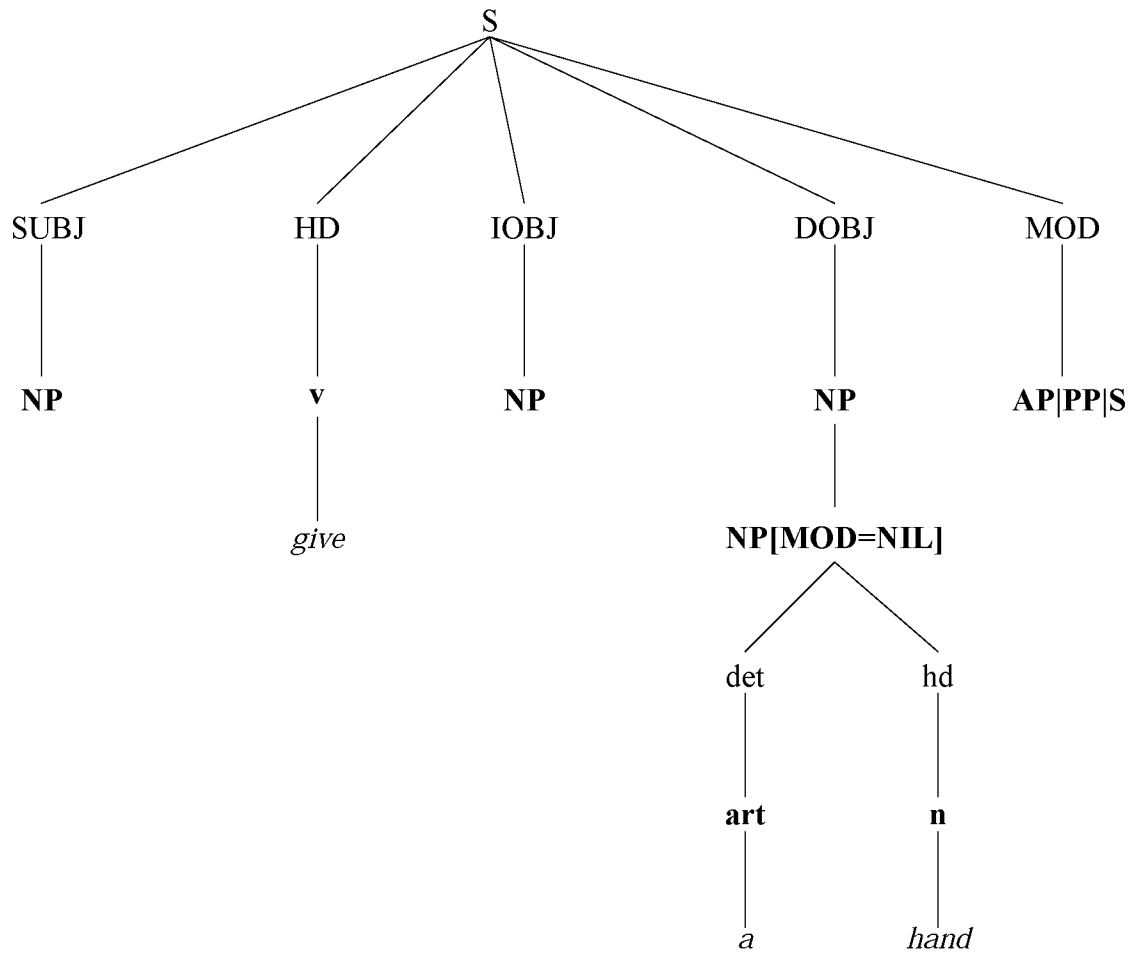 S
SUBJ HD IOBJ DOBJ MOD
NP v NP NP AP|PP|S
give NP[MOD=NIL]
det hd
art n
a hand